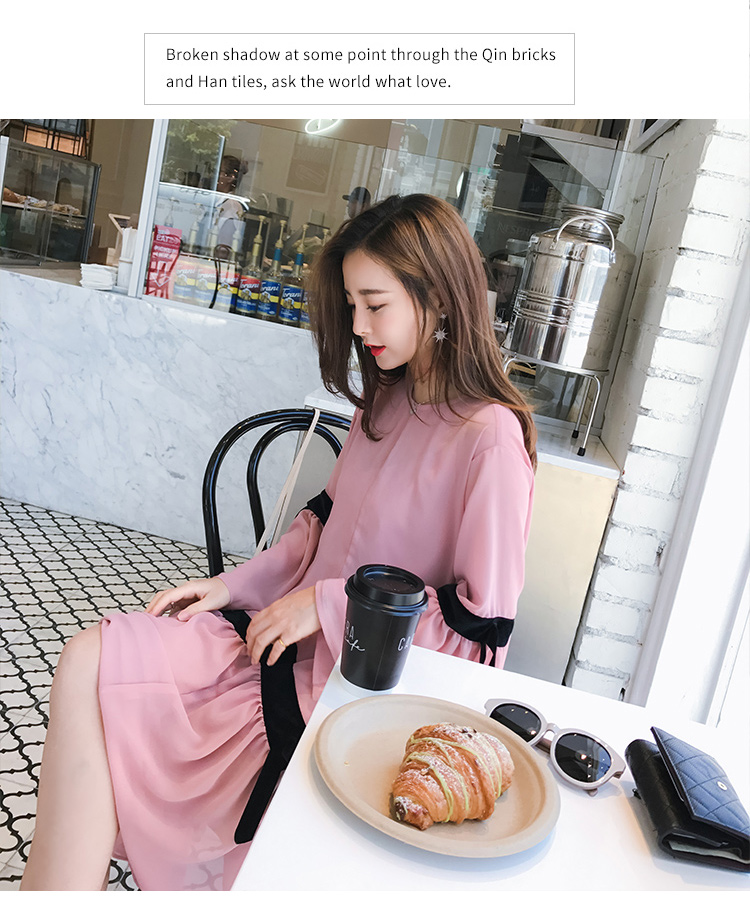 Broken shadow at some point through the Qin bricks
and Han tiles, ask the world what love.